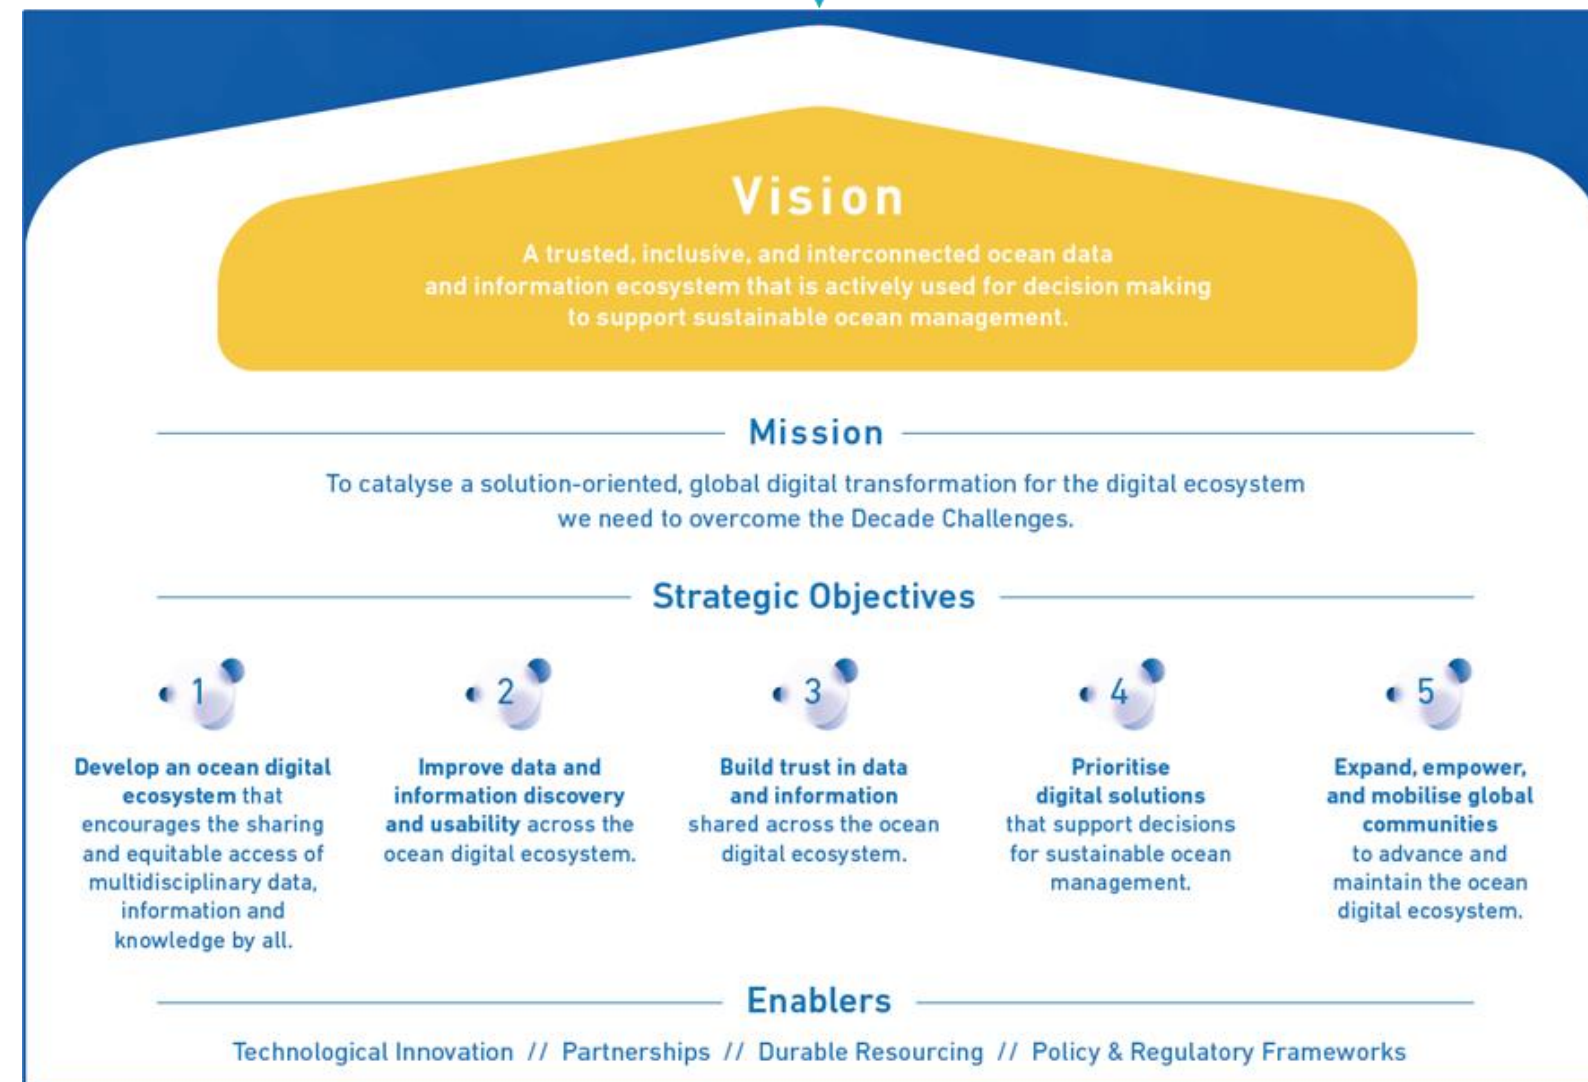 Vision
A trusted, inclusive, and interconnected ocean data
and information ecosystem that is actively used for decision making
to support sustainable ocean management.
Mission
To catalyse a solution-oriented, global digital transformation for the digital ecosystem
we need to overcome the Decade Challenges.
Strategic Objectives
1
Develop an ocean digital
ecosystem that
encourages the sharing
and equitable access of
multidisciplinary data,
information and
knowledge by all.
2
Improve data and
information discovery
and usability across the
ocean digital ecosystem.
3
Build trust in data
and information
shared across the ocean
digital ecosystem.
4
Prioritise
digital solutions
that support decisions
for sustainable ocean
management.
5
Expand, empower,
and mobilise global
communities
to advance and
maintain the ocean
digital ecosystem.
Enablers
Technological Innovation // Partnerships // Durable Resourcing // Policy & Regulatory Frameworks